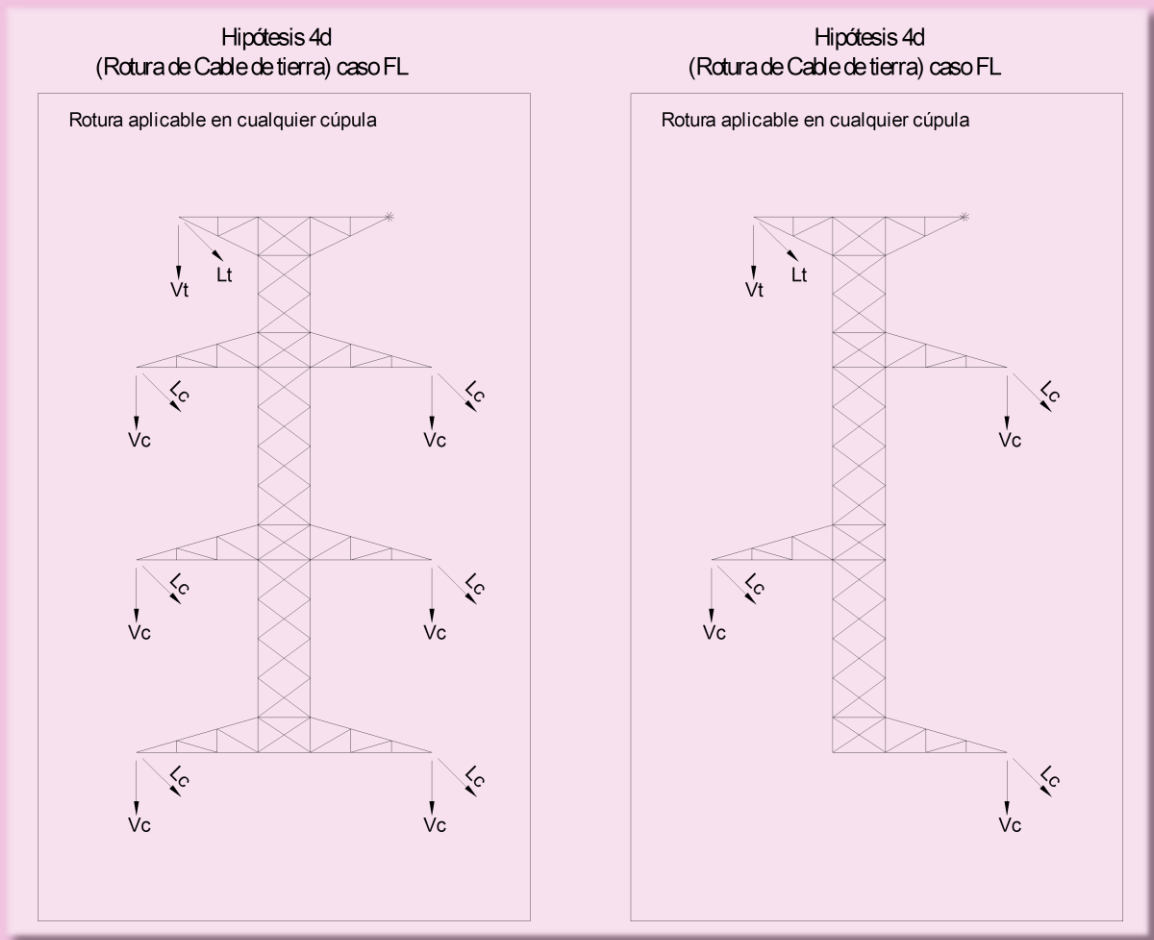 Hipótesis 4d
(Rotura de Cable de tierra) caso FL
Rotura aplicable en cualquier cúpula
Lt
Vt
Lc
Lc
Vc
Vc
Lc
Lc
Vc
Vc
Lc
Lc
Vc
Vc
Hipótesis 4d
(Rotura de Cable de tierra) caso FL
Rotura aplicable en cualquier cúpula
Lt
Vt
Lc
Vc
Lc
Vc
Lc
Vc